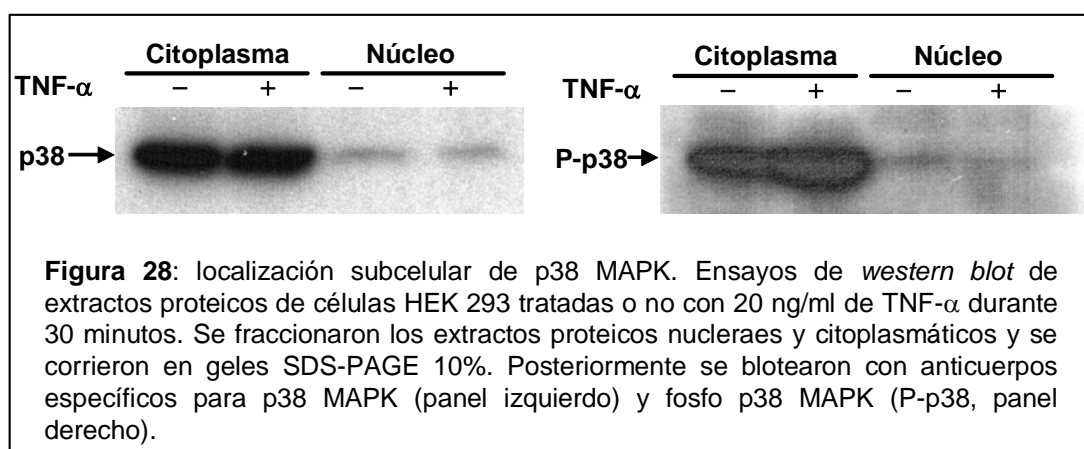 Citoplasma Núcleo
TNF-α – + – +
p38
Citoplasma Núcleo
TNF-α – + – +
P-p38
Figura 28: localización subcelular de p38 MAPK. Ensayos de western blot de
extractos proteicos de células HEK 293 tratadas o no con 20 ng/ml de TNF-α durante
30 minutos. Se fraccionaron los extractos proteicos nucleraes y citoplasmáticos y se
corrieron en geles SDS-PAGE 10%. Posteriormente se blotearon con anticuerpos
específicos para p38 MAPK (panel izquierdo) y fosfo p38 MAPK (P-p38, panel
derecho).